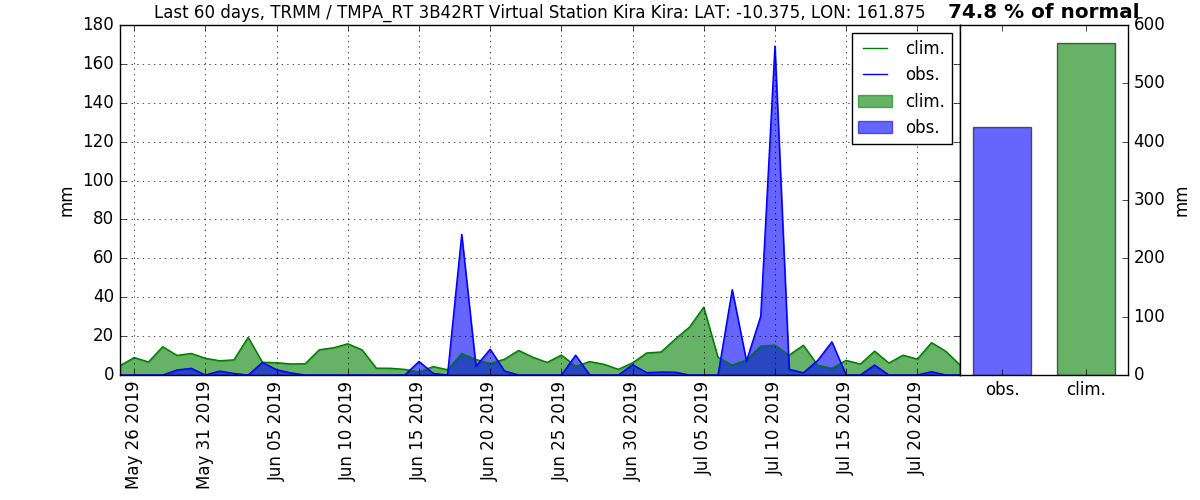 Last 60 days, TRMM / TMPA_RT 3B42RT Virtual Station Kira Kira: LAT: -10.375, LON: 161.875
74.8 % of normal
180
160
140
120
100
80
60
40
20
0
mm
clim.
obs.
clim.
obs.
600
500
400
300
200
100
0
mm
May 26 2019
May 31 2019
Jun 05 2019
Jun 10 2019
Jun 15 2019
Jun 20 2019
Jun 25 2019
Jun 30 2019
Jul 05 2019
Jul 10 2019
Jul 15 2019
Jul 20 2019
obs.
clim.